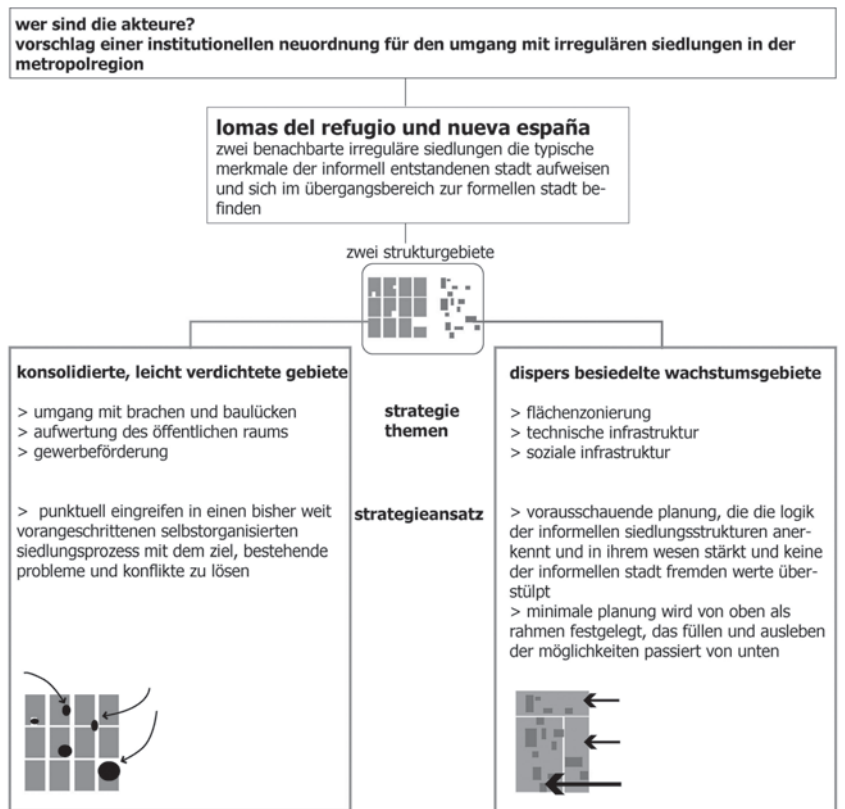 wer sind die akteure?
vorschlag einer institutionellen neuordnung für den umgang mit irregulären siedlungen in der
metropolregion
lomas del refugio und nueva españa
zwei benachbarte irreguläre siedlungen die typische
merkmale der informell entstandenen stadt aufweisen
und sich im übergangsbereich zur formellen stadt be-
finden
zwei strukturgebiete
konsolidierte, leicht verdichtete gebiete
> umgang mit brachen und baulücken
> aufwertung des öffentlichen raums
> gewerbeförderung
> punktuell eingreifen in einen bisher weit
vorangeschrittenen selbstorganisierten
siedlungsprozess mit dem ziel, bestehende
probleme und konflikte zu lösen
strategie
themen
strategieansatz
dispers besiedelte wachstumsgebiete
> flächenzonierung
> technische infrastruktur
> soziale infrastruktur
> vorausschauende planung, die die logik
der informellen siedlungsstrukturen aner-
kennt und in ihrem wesen stärkt und keine
der informellen stadt fremden werte über-
stülpt
> minimale planung wird von oben als
rahmen festgelegt, das füllen und ausleben
der möglichkeiten passiert von unten